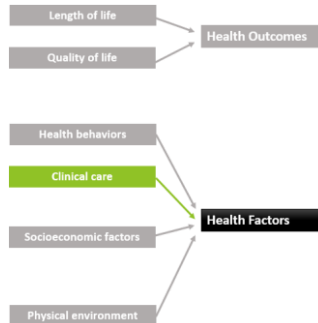 Length of life
Health Outcomes
Quality of life
Health behaviors
Clinical care
Health Factors
Socioeconomic factors
Physical environment